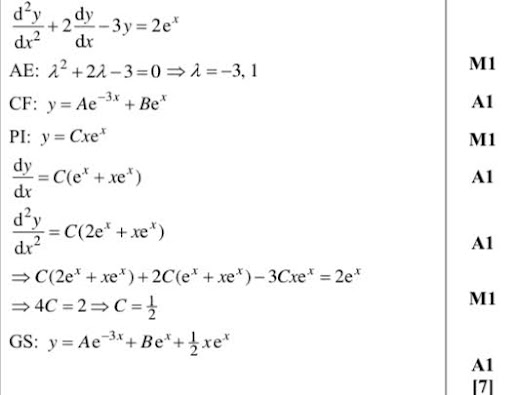 d²y/dx² + 2 dy/dx − 3y = 2eˣ
AE: λ² + 2λ − 3 = 0 ⇒ λ = −3, 1 M1
CF: y = Ae⁻³ˣ + Beˣ A1
PI: y = Cxeˣ M1
dy/dx = C(eˣ + xeˣ) A1
d²y/dx² = C(2eˣ + xeˣ) A1
⇒ C(2eˣ + xeˣ) + 2C(eˣ + xeˣ) − 3Cxeˣ = 2eˣ
⇒ 4C = 2 ⇒ C = ½ M1
GS: y = Ae⁻³ˣ + Beˣ + ½xeˣ
A1
[7]